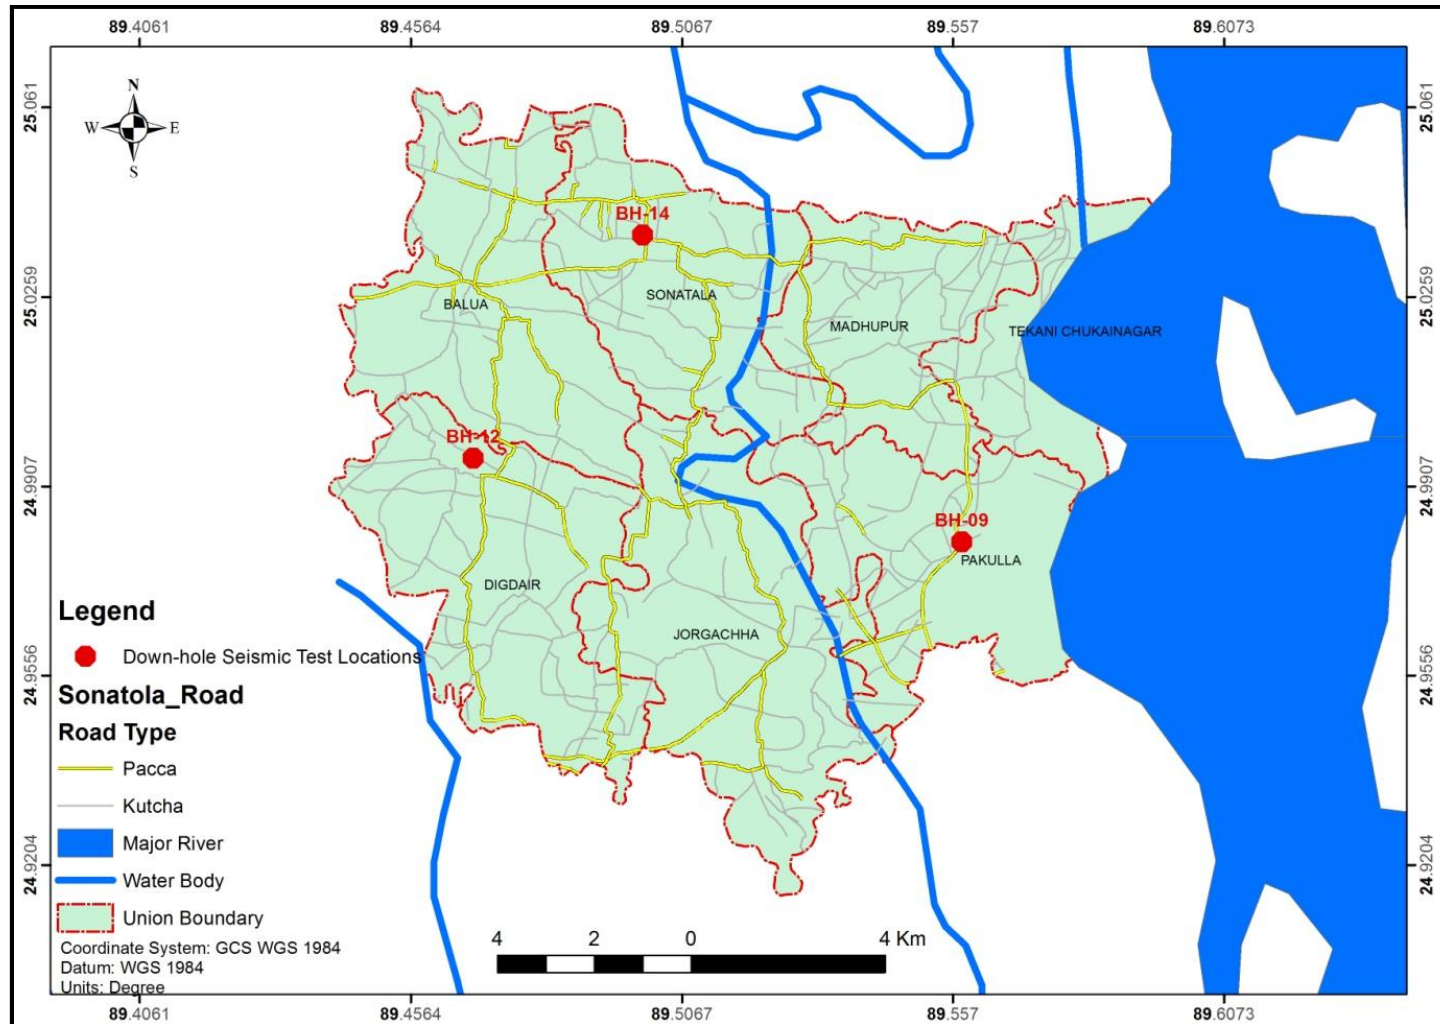 89.4061 89.4564 89.5067 89.557 89.6073
25.061 25.061
N
W E
S
BH-14
25.0259 25.0259
BALUA
SONATALA
MADHUPUR
TEKANI CHUKAINAGAR
BH-12
24.9907 24.9907
BH-09
PAKULLA
DIGDAIR
JORGACHHA
24.9556 24.9556
Legend
Down-hole Seismic Test Locations
Sonatola_Road
Road Type
Pacca
Kutcha
Major River
Water Body
Union Boundary
24.9204 24.9204
Coordinate System: GCS WGS 1984
Datum: WGS 1984
Units: Degree
4 2 0 4 Km
89.4061 89.4564 89.5067 89.557 89.6073